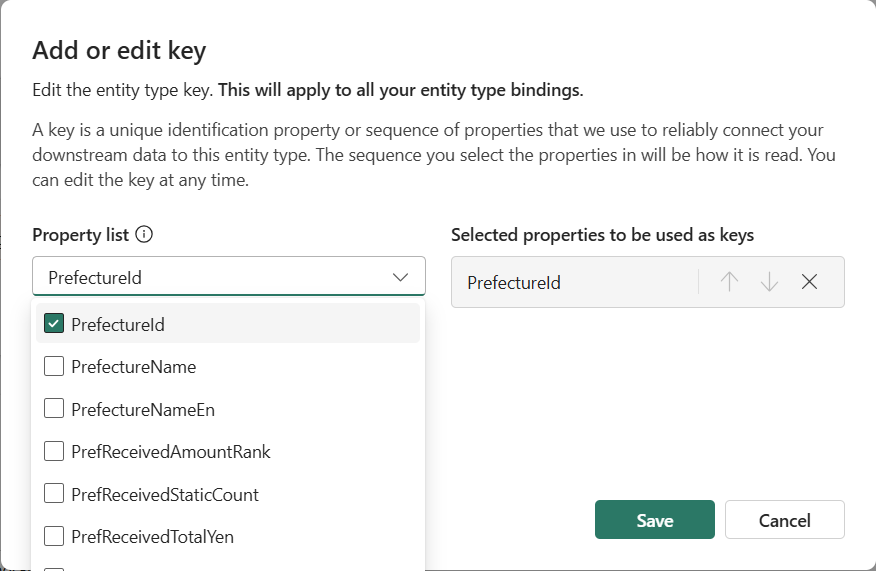 Add or edit key
Edit the entity type key. This will apply to all your entity type bindings.
A key is a unique identification property or sequence of properties that we use to reliably connect your
downstream data to this entity type. The sequence you select the properties in will be how it is read. You
can edit the key at any time.
Property list
Selected properties to be used as keys
PrefectureId
PrefectureId
PrefectureId
PrefectureName
PrefectureNameEn
PrefReceivedAmountRank
PrefReceivedStaticCount
PrefReceivedTotalYen
Save
Cancel